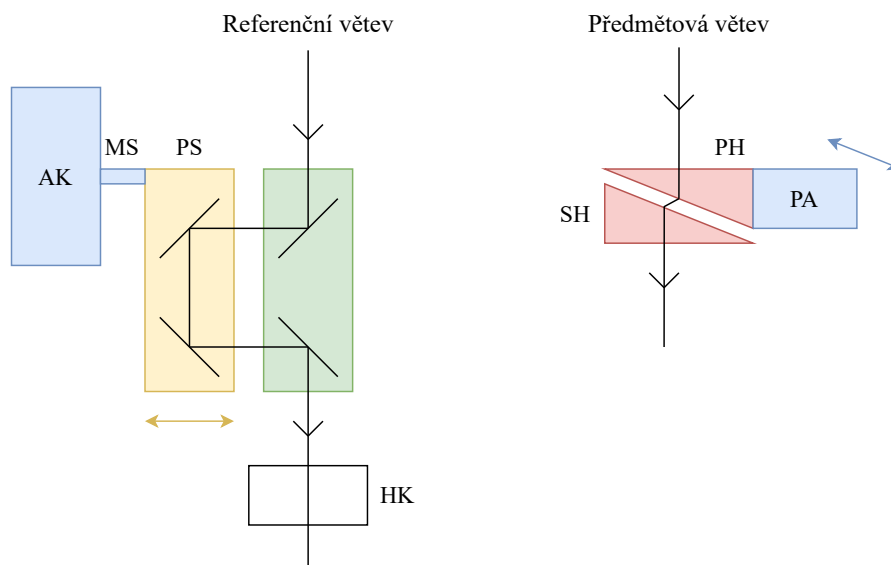 Referenční větev
Předmětová větev
MS
PS
PH
AK
PA
SH
HK